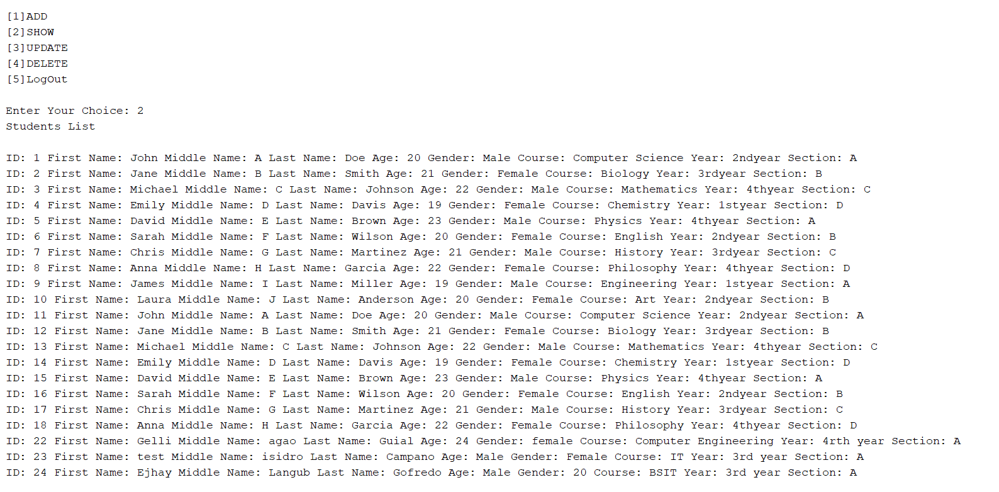 [1]ADD
[2]SHOW
[3]UPDATE
[4]DELETE
[5]LogOut
Enter Your Choice: 2
Students List
ID: 1 First Name: John Middle Name: A Last Name: Doe Age: 20 Gender: Male Course: Computer Science Year: 2ndyear Section: A
ID: 2 First Name: Jane Middle Name: B Last Name: Smith Age: 21 Gender: Female Course: Biology Year: 3rdyear Section: B
ID: 3 First Name: Michael Middle Name: C Last Name: Johnson Age: 22 Gender: Male Course: Mathematics Year: 4thyear Section: C
ID: 4 First Name: Emily Middle Name: D Last Name: Davis Age: 19 Gender: Female Course: Chemistry Year: 1styear Section: D
ID: 5 First Name: David Middle Name: E Last Name: Brown Age: 23 Gender: Male Course: Physics Year: 4thyear Section: A
ID: 6 First Name: Sarah Middle Name: F Last Name: Wilson Age: 20 Gender: Female Course: English Year: 2ndyear Section: B
ID: 7 First Name: Chris Middle Name: G Last Name: Martinez Age: 21 Gender: Male Course: History Year: 3rdyear Section: C
ID: 8 First Name: Anna Middle Name: H Last Name: Garcia Age: 22 Gender: Female Course: Philosophy Year: 4thyear Section: D
ID: 9 First Name: James Middle Name: I Last Name: Miller Age: 19 Gender: Male Course: Engineering Year: 1styear Section: A
ID: 10 First Name: Laura Middle Name: J Last Name: Anderson Age: 20 Gender: Female Course: Art Year: 2ndyear Section: B
ID: 11 First Name: John Middle Name: A Last Name: Doe Age: 20 Gender: Male Course: Computer Science Year: 2ndyear Section: A
ID: 12 First Name: Jane Middle Name: B Last Name: Smith Age: 21 Gender: Female Course: Biology Year: 3rdyear Section: B
ID: 13 First Name: Michael Middle Name: C Last Name: Johnson Age: 22 Gender: Male Course: Mathematics Year: 4thyear Section: C
ID: 14 First Name: Emily Middle Name: D Last Name: Davis Age: 19 Gender: Female Course: Chemistry Year: 1styear Section: D
ID: 15 First Name: David Middle Name: E Last Name: Brown Age: 23 Gender: Male Course: Physics Year: 4thyear Section: A
ID: 16 First Name: Sarah Middle Name: F Last Name: Wilson Age: 20 Gender: Female Course: English Year: 2ndyear Section: B
ID: 17 First Name: Chris Middle Name: G Last Name: Martinez Age: 21 Gender: Male Course: History Year: 3rdyear Section: C
ID: 18 First Name: Anna Middle Name: H Last Name: Garcia Age: 22 Gender: Female Course: Philosophy Year: 4thyear Section: D
ID: 22 First Name: Gelli Middle Name: agao Last Name: Guial Age: 24 Gender: female Course: Computer Engineering Year: 4rth year Section: A
ID: 23 First Name: test Middle Name: isidro Last Name: Campano Age: Male Gender: Female Course: IT Year: 3rd year Section: A
ID: 24 First Name: Ejhay Middle Name: Langub Last Name: Gofredo Age: Male Gender: 20 Course: BSIT Year: 3rd year Section: A